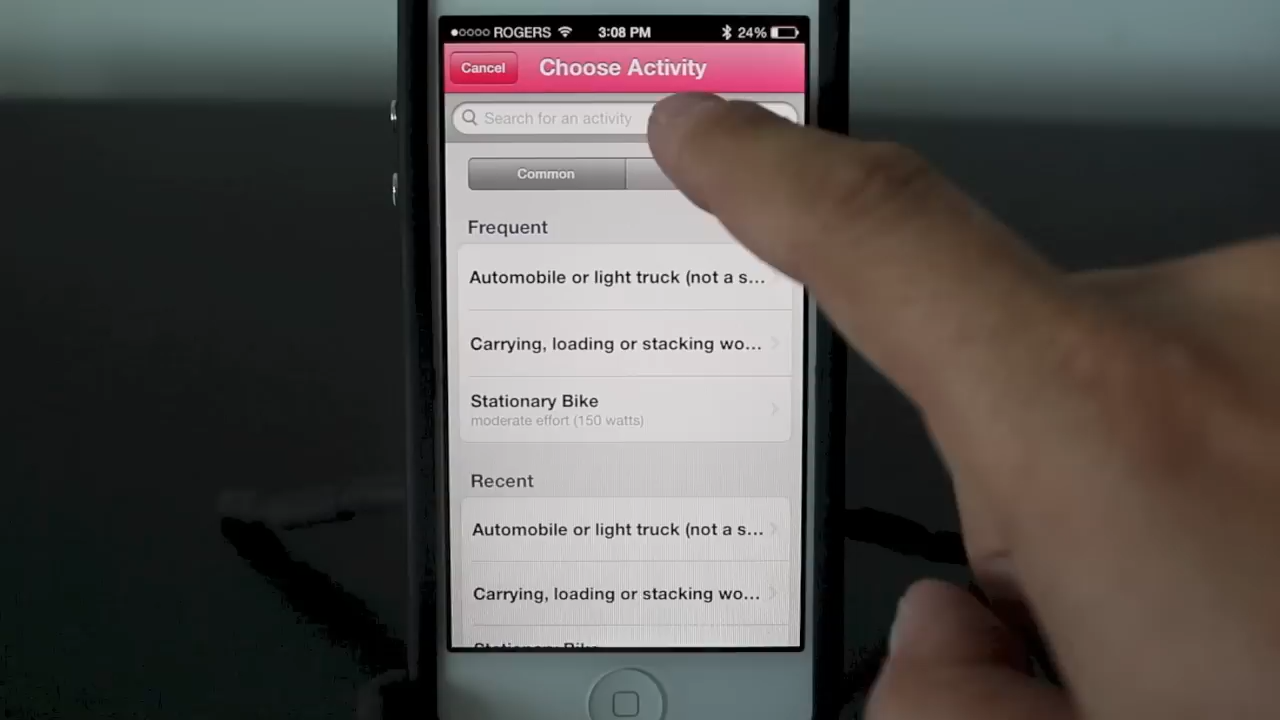 ROGERS 3:08 PM 24%
Cancel Choose Activity
Search for an activity
Common
Frequent
Automobile or light truck (not a s...
Carrying, loading or stacking wo...
Stationary Bike
moderate effort (150 watts)
Recent
Automobile or light truck (not a s...
Carrying, loading or stacking wo...
Stationary Bike